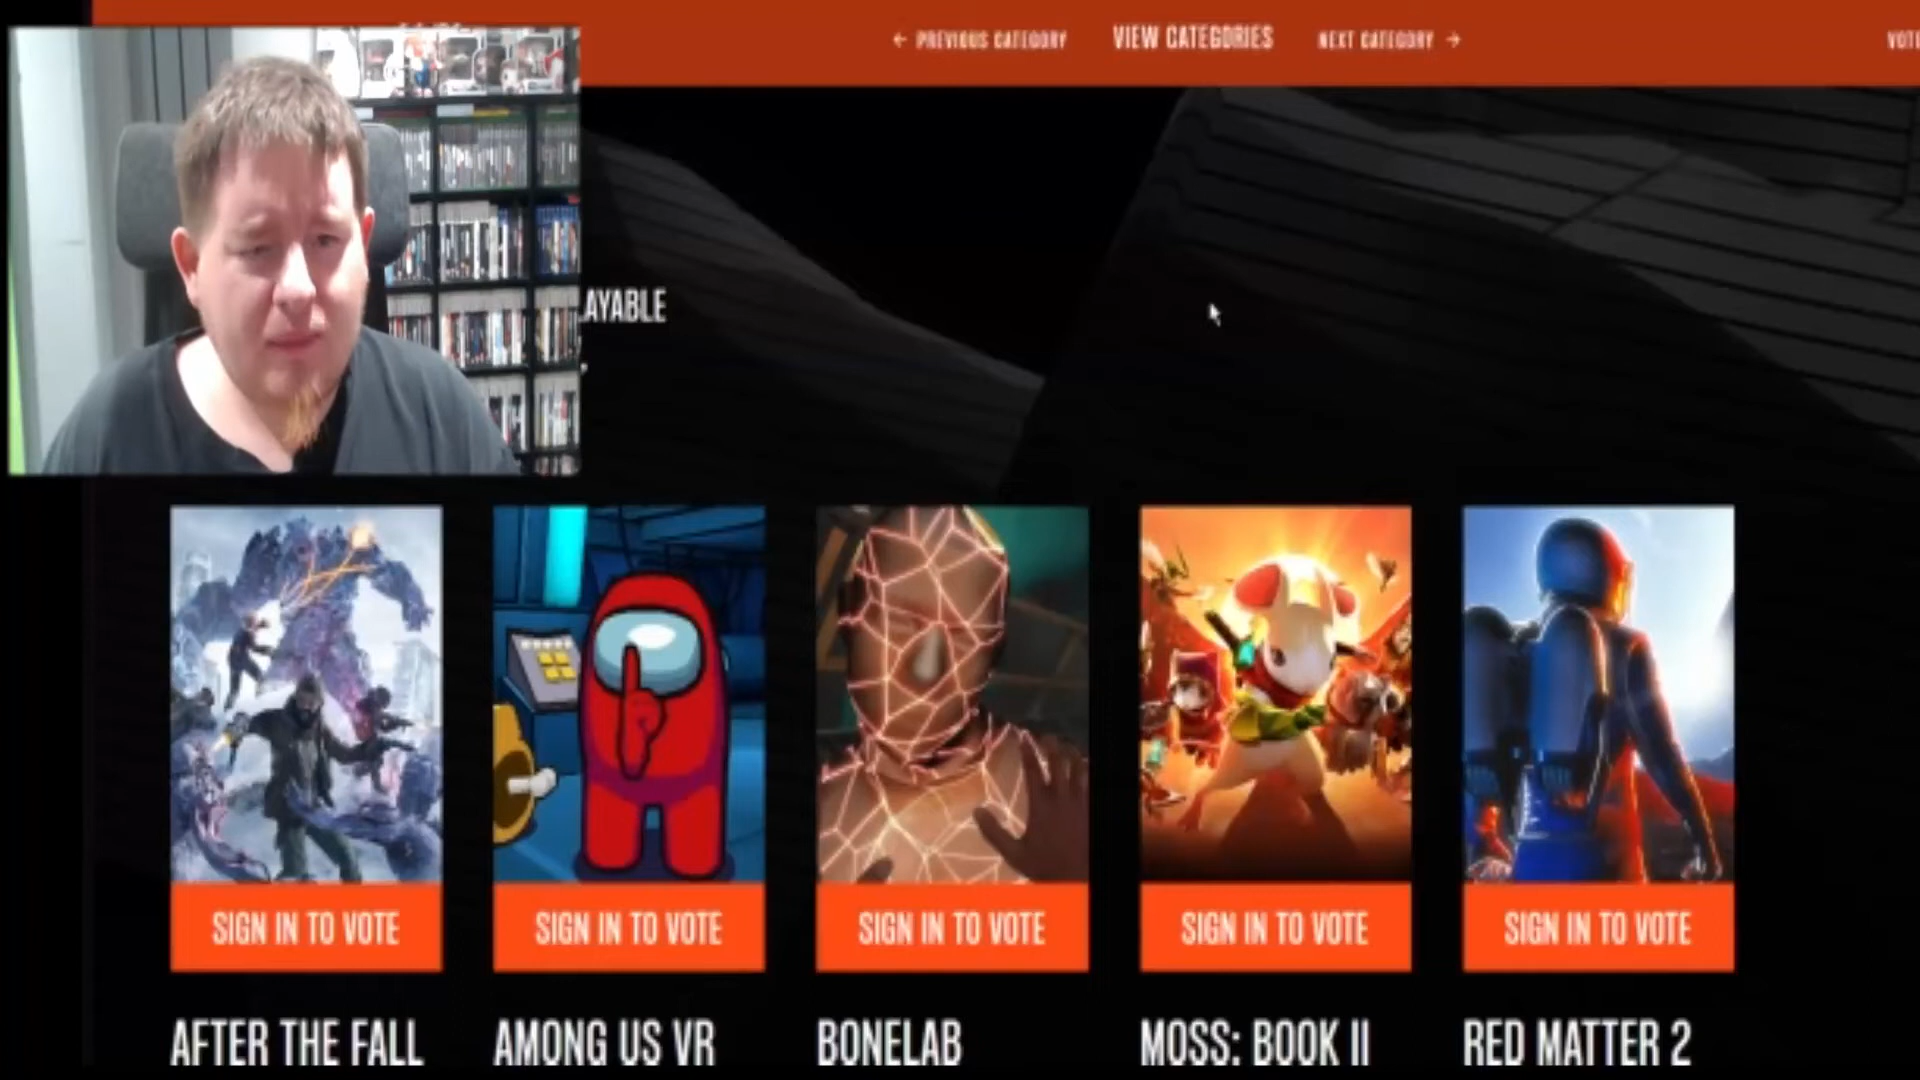 ← PREVIOUS CATEGORY
VIEW CATEGORIES
NEXT CATEGORY →
VOTE
AYABLE
SIGN IN TO VOTE
SIGN IN TO VOTE
SIGN IN TO VOTE
SIGN IN TO VOTE
SIGN IN TO VOTE
AFTER THE FALL
AMONG US VR
BONELAB
MOSS: BOOK II
RED MATTER 2